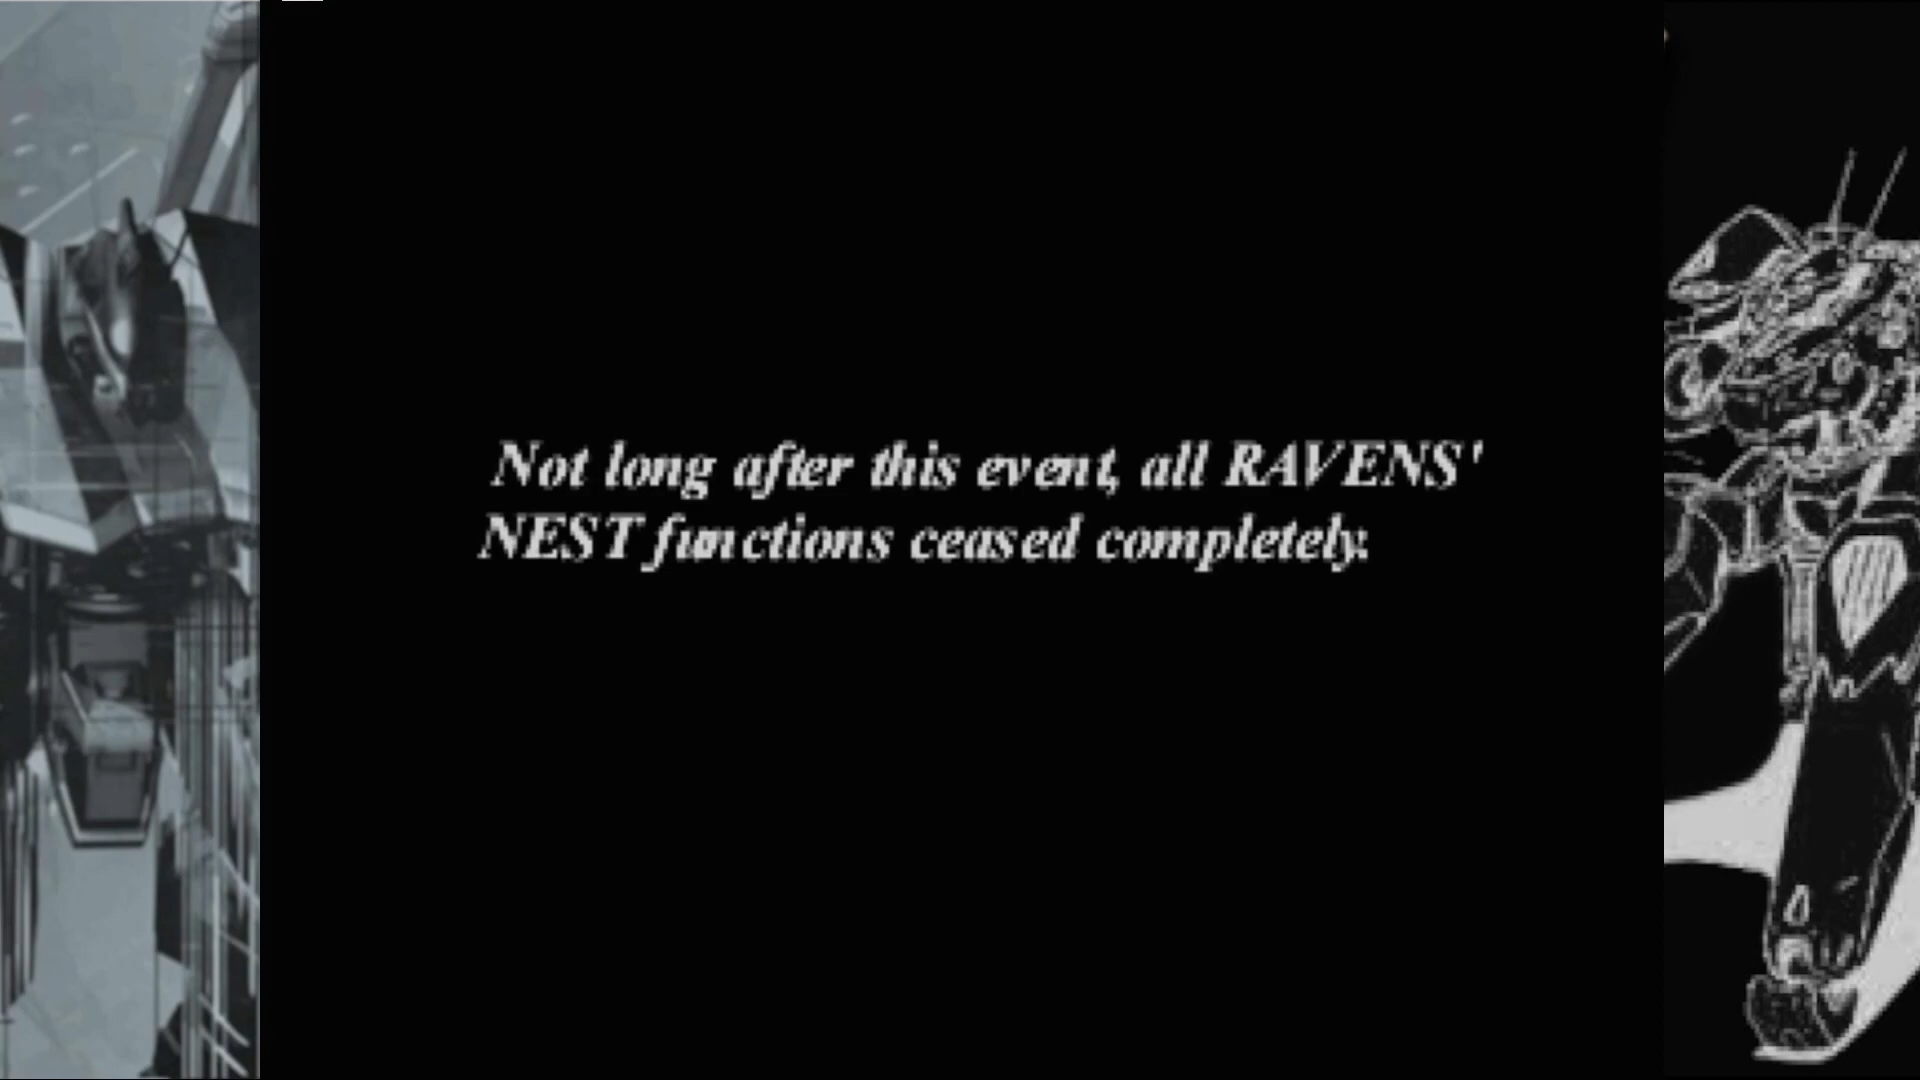 Not long after this event, all RAVENS'
NEST functions ceased completely.